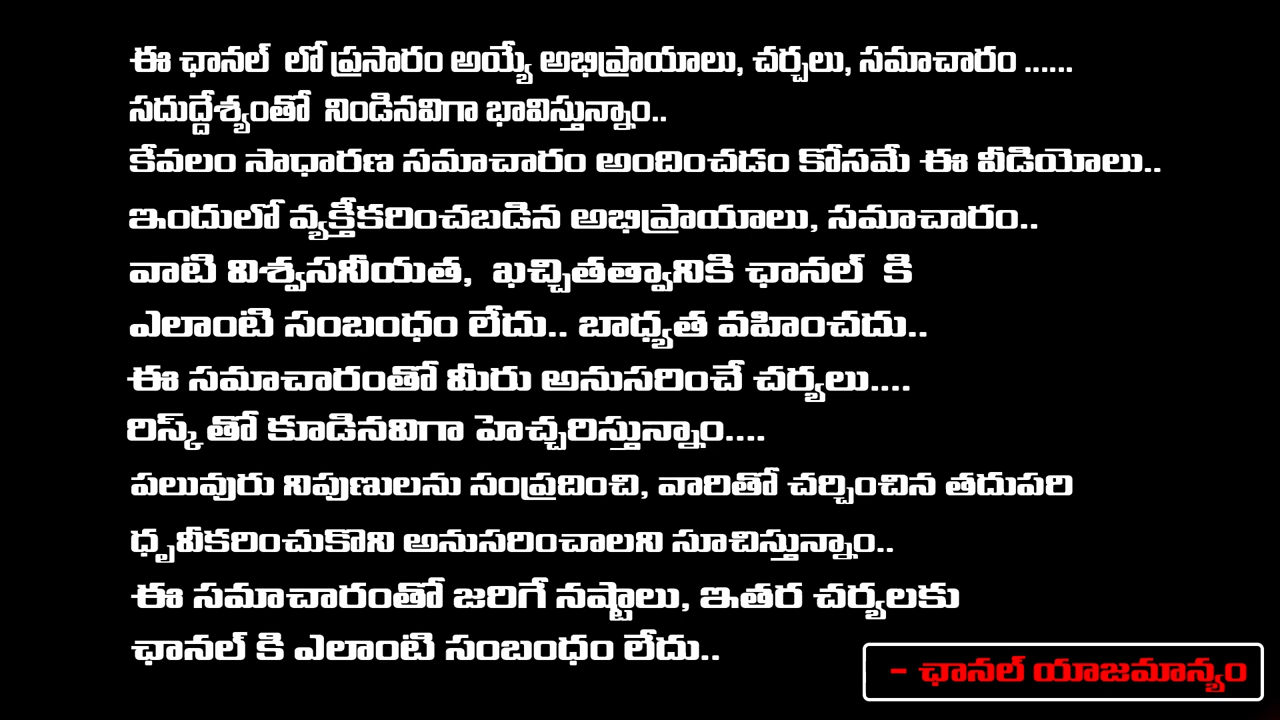 ఈ ఛానల్ లో ప్రసారం అయ్యే అభిప్రాయాలు, చర్చలు, సమాచారం ......
సదుద్దేశ్యంతో నిండినవిగా భావిస్తున్నాం..
కేవలం సాధారణ సమాచారం అందించడం కోసమే ఈ వీడియోలు..
ఇందులో వ్యక్తీకరించబడిన అభిప్రాయాలు, సమాచారం..
వాటి విశ్వసనీయత, ఖచ్చితత్వానికి ఛానల్ కి
ఎలాంటి సంబంధం లేదు.. బాధ్యత వహించదు..
ఈ సమాచారంతో మీరు అనుసరించే చర్యలు....
రిస్క్ తో కూడినవిగా హెచ్చరిస్తున్నాం....
పలువురు నిపుణులను సంప్రదించి, వారితో చర్చించిన తదుపరి
ధృవీకరించుకొని అనుసరించాలని సూచిస్తున్నాం..
ఈ సమాచారంతో జరిగే నష్టాలు, ఇతర చర్యలకు
ఛానల్ కి ఎలాంటి సంబంధం లేదు..
- ఛానల్ యాజమాన్యం